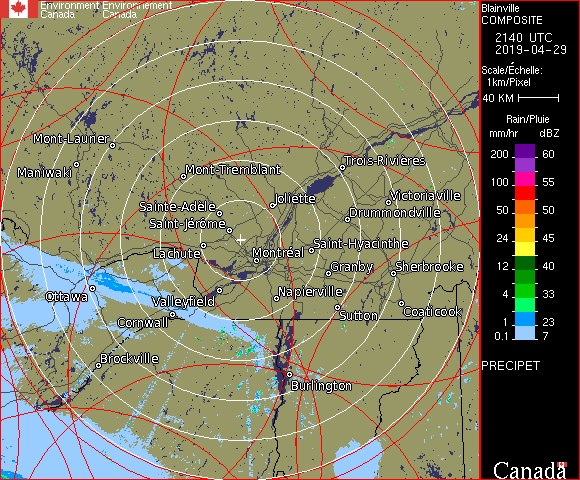 Environment Environnement
Canada Canada
Blainville
COMPOSITE
2140 UTC
2019-04-29
Scale/Échelle:
1km/Pixel
40 KM
Rain/Pluie
mm/hr dBZ
200 60
100 55
50 50
24 45
12 40
4 33
1 23
0.1 7
PRECIPET
Canada
Mont-Laurier
Maniwaki
Mont-Tremblant
Trois-Rivières
Joliette
Victoriaville
Sainte-Adèle
Drummondville
Saint-Jérôme
Saint-Hyacinthe
Lachute
Montréal
Granby
Sherbrooke
Ottawa
Valleyfield
Napierville
Coaticook
Cornwall
Sutton
Brockville
Burlington